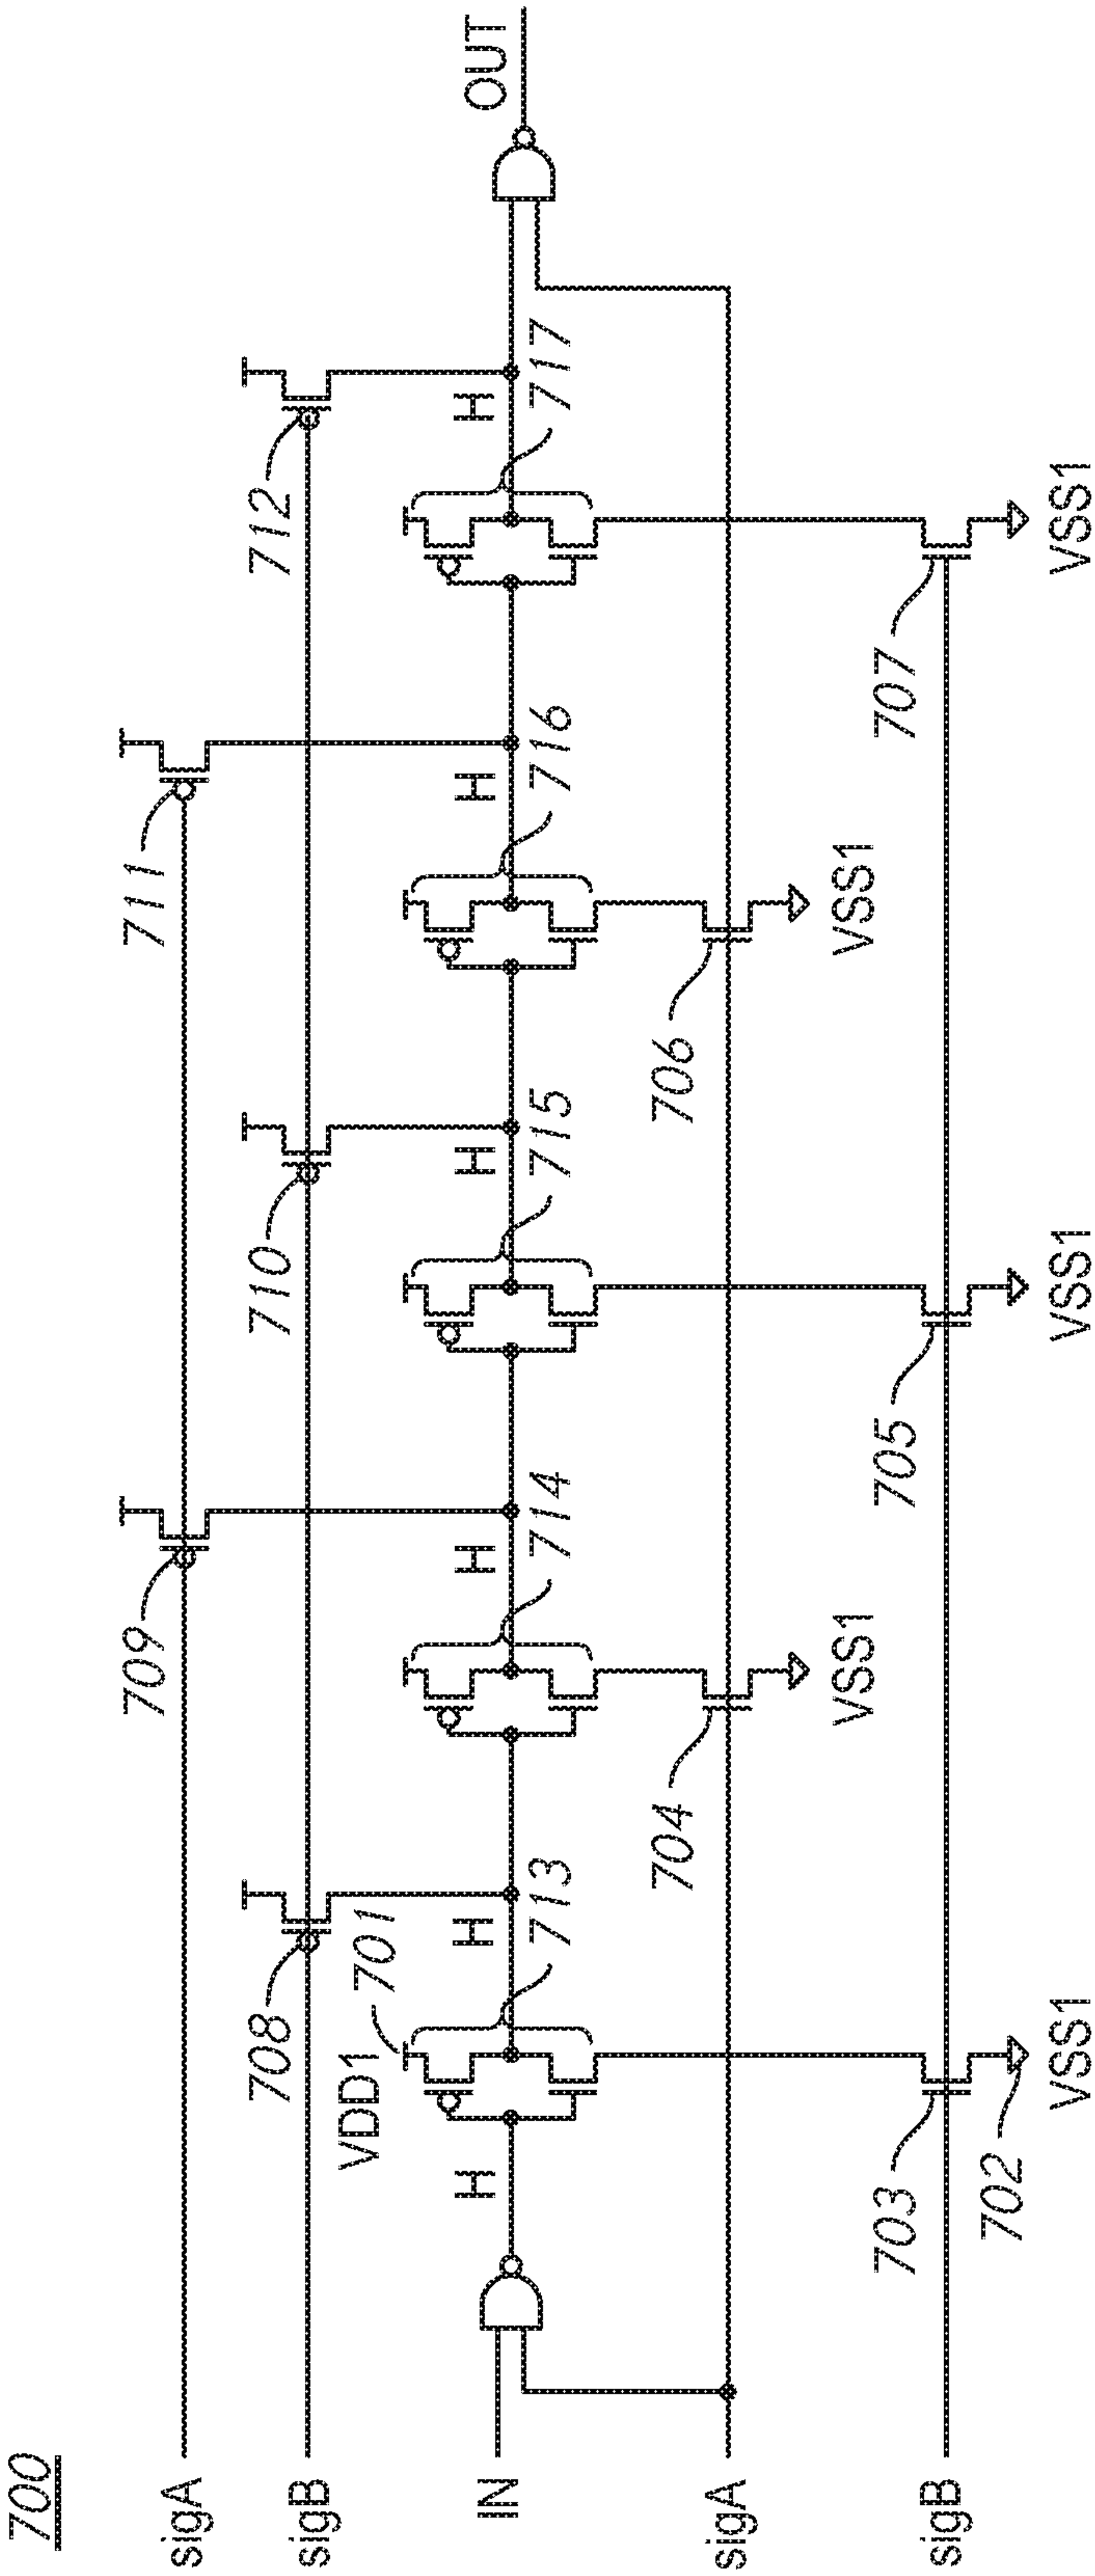 700
sigA
sigB
IN
sigA
sigB
709
711
708
710
712
VDD1
701
H
H
H
H
H
H
OUT
713
714
715
716
717
704
706
VSS1
VSS1
703
705
707
702
VSS1
VSS1
VSS1